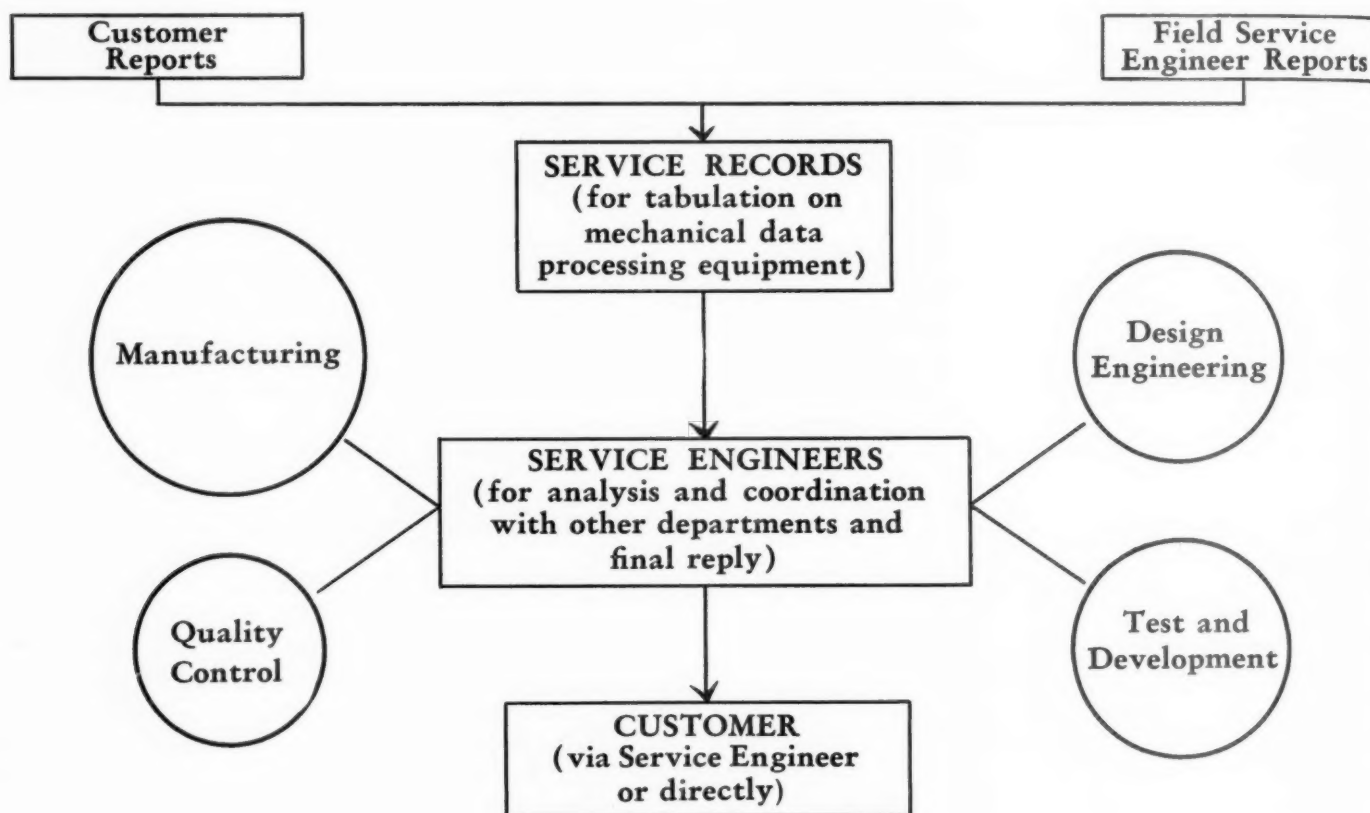 Customer
Reports
Field Service
Engineer Reports
SERVICE RECORDS
(for tabulation on
mechanical data
processing equipment)
Manufacturing
Design
Engineering
SERVICE ENGINEERS
(for analysis and coordination
with other departments and
final reply)
Quality
Control
Test and
Development
CUSTOMER
(via Service Engineer
or directly)